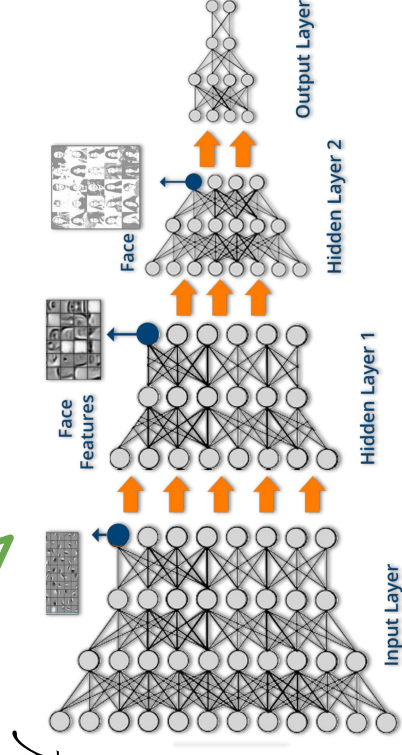 Input Layer
Face
Features
Hidden Layer 1
Face
Hidden Layer 2
Output Layer